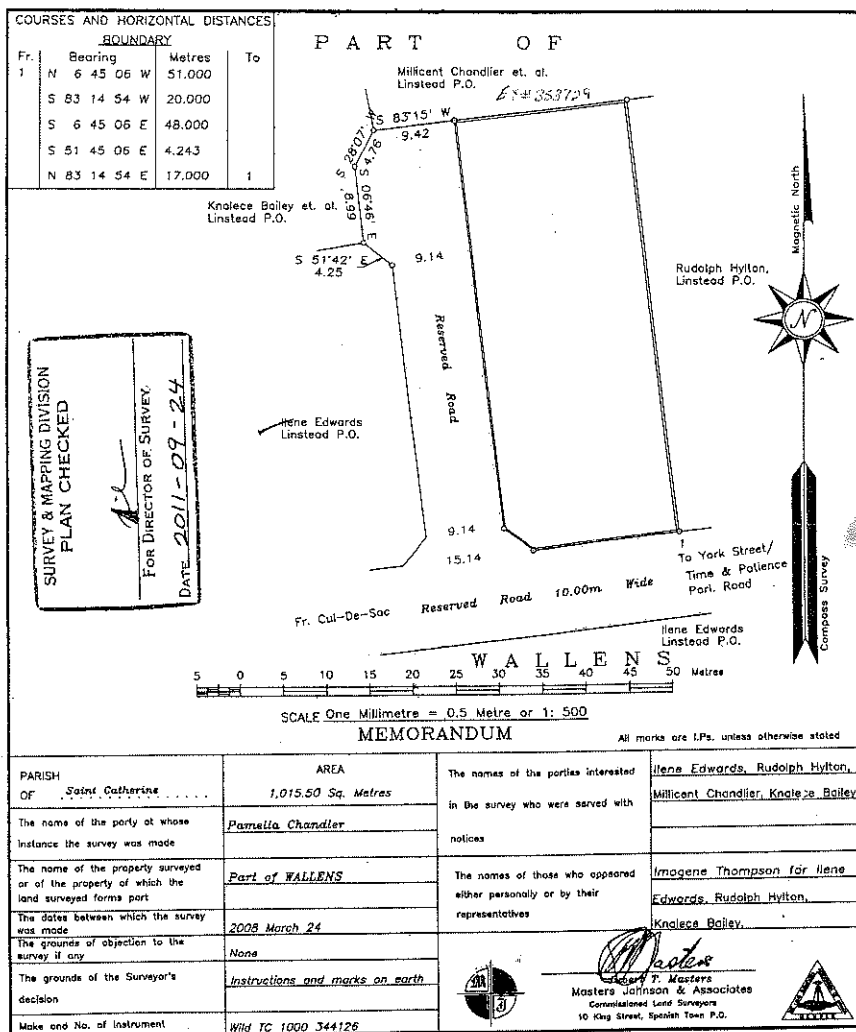 COURSES AND HORIZONTAL DISTANCES
BOUNDARY
Fr. Bearing Metres To
1 N 6 45 06 W 51.000
S 83 14 54 W 20.000
S 6 45 06 E 48.000
S 51 45 06 E 4.243
N 83 14 54 E 17.000 1
PART OF
Millicent Chandlier et. al.
Linstead P.O.
S 83°15' W
9.42
S 28°07' W
4.76
S 06°46' E
8.99
Knalece Bailey et. al.
Linstead P.O.
S 51°42' E
4.25
9.14
Rudolph Hylton,
Linstead P.O.
Magnetic North
N
Compass Survey
Reserved Road
Ilene Edwards
Linstead P.O.
SURVEY & MAPPING DIVISION
PLAN CHECKED
FOR DIRECTOR OF SURVEY
DATE 2011-09-24
9.14
15.14
1
To York Street/
Time & Patience
Pari. Road
Fr. Cul-De-Sac Reserved Road 10.00m Wide
Ilene Edwards
Linstead P.O.
WALLENS
5 0 5 10 15 20 25 30 35 40 45 50 Metres
SCALE One Millimetre = 0.5 Metre or 1: 500
MEMORANDUM
All marks are I.Ps. unless otherwise stated
PARISH
OF Saint Catherine
AREA
1,015.50 Sq. Metres
The name of the party at whose
instance the survey was made
Pamella Chandler
The name of the property surveyed
or of the property of which the
land surveyed forms part
Part of WALLENS
The dates between which the survey
was made
2008 March 24
The grounds of objection to the
survey if any
None
The grounds of the Surveyor's
decision
Instructions and marks on earth
Make and No. of Instrument
Wild TC 1000 344126
The names of the parties interested
in the survey who were served with
notices
Ilene Edwards, Rudolph Hylton,
Millicent Chandlier, Knalece Bailey
The names of those who appeared
either personally or by their
representatives
Imogene Thompson for Ilene
Edwards, Rudolph Hylton,
Knalece Bailey,
T. Masters
Masters Johnson & Associates
Commissioned Land Surveyors
10 King Street, Spanish Town P.O.